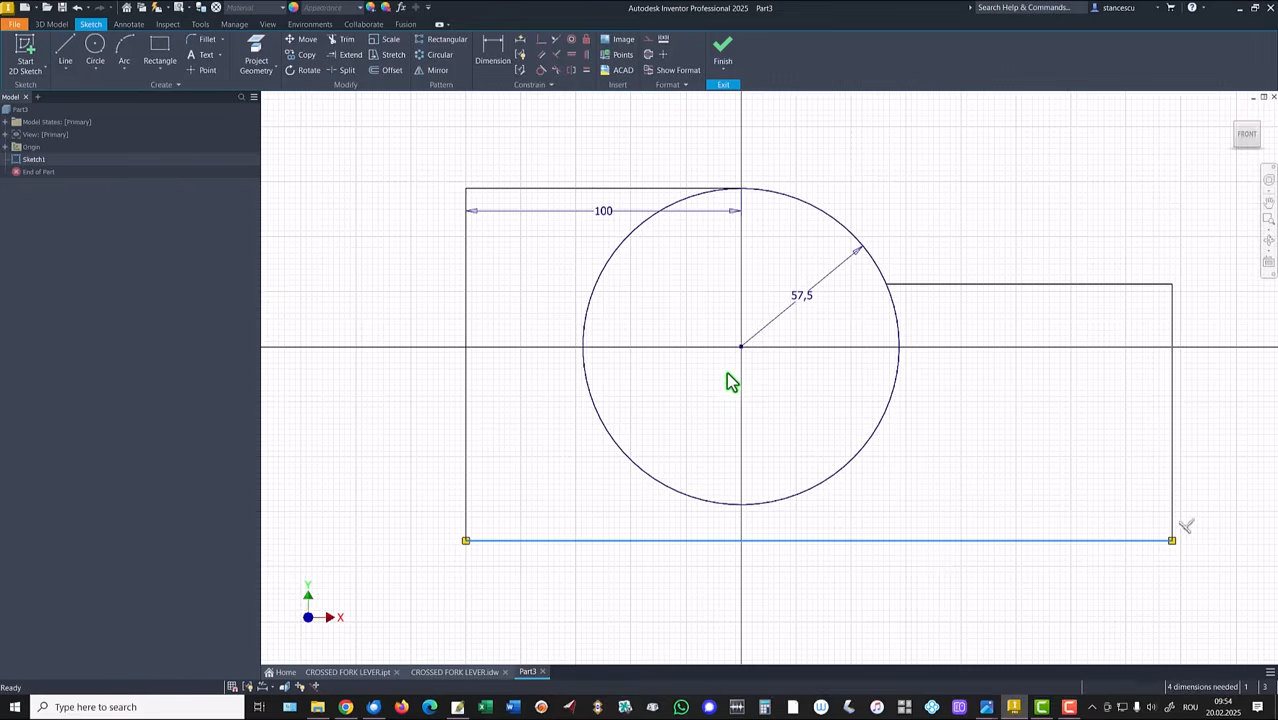 Material
Appearance
Autodesk Inventor Professional 2025 Part3
Search Help & Commands...
stancescu
File
3D Model
Sketch
Annotate
Inspect
Tools
Manage
View
Environments
Collaborate
Fusion
Start
2D Sketch
Line
Circle
Arc
Rectangle
Fillet
Text
Point
Project
Geometry
Move
Copy
Rotate
Trim
Extend
Split
Scale
Stretch
Offset
Rectangular
Circular
Mirror
Dimension
Image
Points
ACAD
Show Format
Finish
Sketch
Create
Modify
Pattern
Constrain
Insert
Format
Exit
Model
Part3
Model States: [Primary]
View: [Primary]
Origin
Sketch1
End of Part
FRONT
100
57,5
Y
X
Home
CROSSED FORK LEVER.ipt
CROSSED FORK LEVER.idw
Part3
Ready
4 dimensions needed
1
3
Type here to search
ROU
09:54
20.02.2025